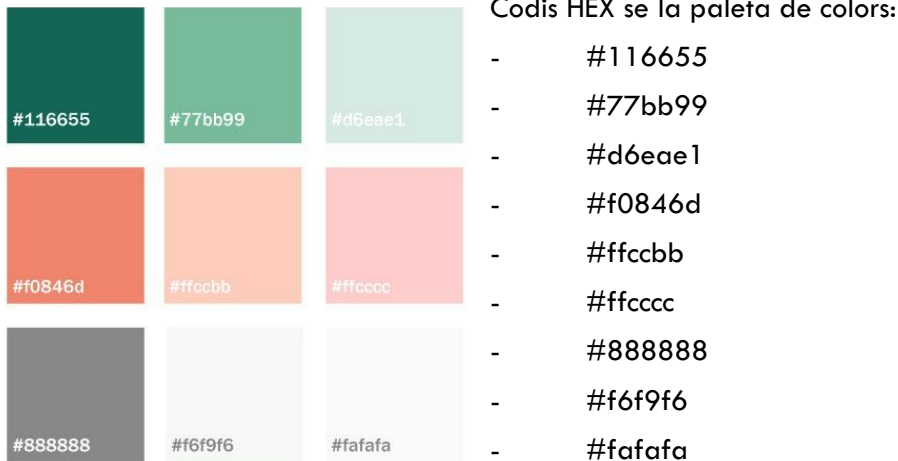 Codis HEX se la paleta de colors:
#116655 #77bb99 #d6eae1
#f0846d #ffccbb #ffcccc
#888888 #f6f9f6 #fafafa
- #116655
- #77bb99
- #d6eae1
- #f0846d
- #ffccbb
- #ffcccc
- #888888
- #f6f9f6
- #fafafa